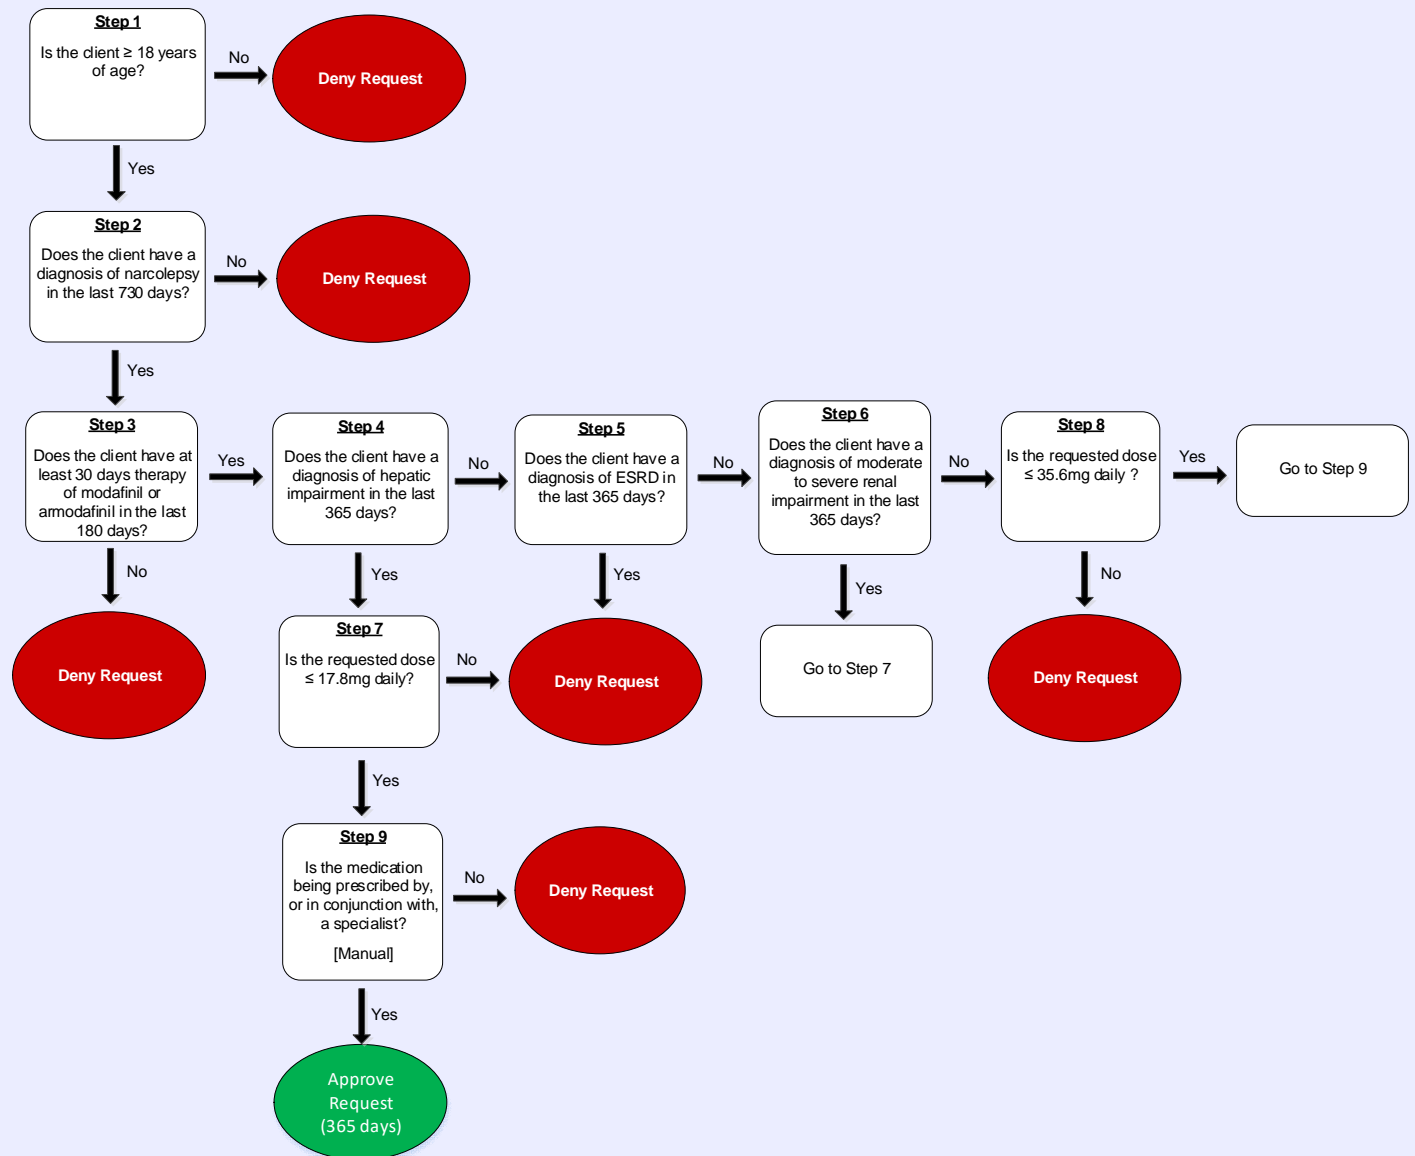 Step 1
Is the client ≥ 18 years
of age?
No
Deny Request
Yes
Step 2
Does the client have a
diagnosis of narcolepsy
in the last 730 days?
No
Deny Request
Yes
Step 3
Does the client have at
least 30 days therapy
of modafinil or
armodafinil in the last
180 days?
Yes
No
Deny Request
Step 4
Does the client have a
diagnosis of hepatic
impairment in the last
365 days?
No
Yes
Step 5
Does the client have a
diagnosis of ESRD in
the last 365 days?
No
Yes
Step 6
Does the client have a
diagnosis of moderate
to severe renal
impairment in the last
365 days?
No
Yes
Go to Step 7
Step 8
Is the requested dose
≤ 35.6mg daily ?
Yes
Go to Step 9
No
Deny Request
Step 7
Is the requested dose
≤ 17.8mg daily?
No
Deny Request
Yes
Step 9
Is the medication
being prescribed by,
or in conjunction with,
a specialist?
[Manual]
No
Deny Request
Yes
Approve
Request
(365 days)